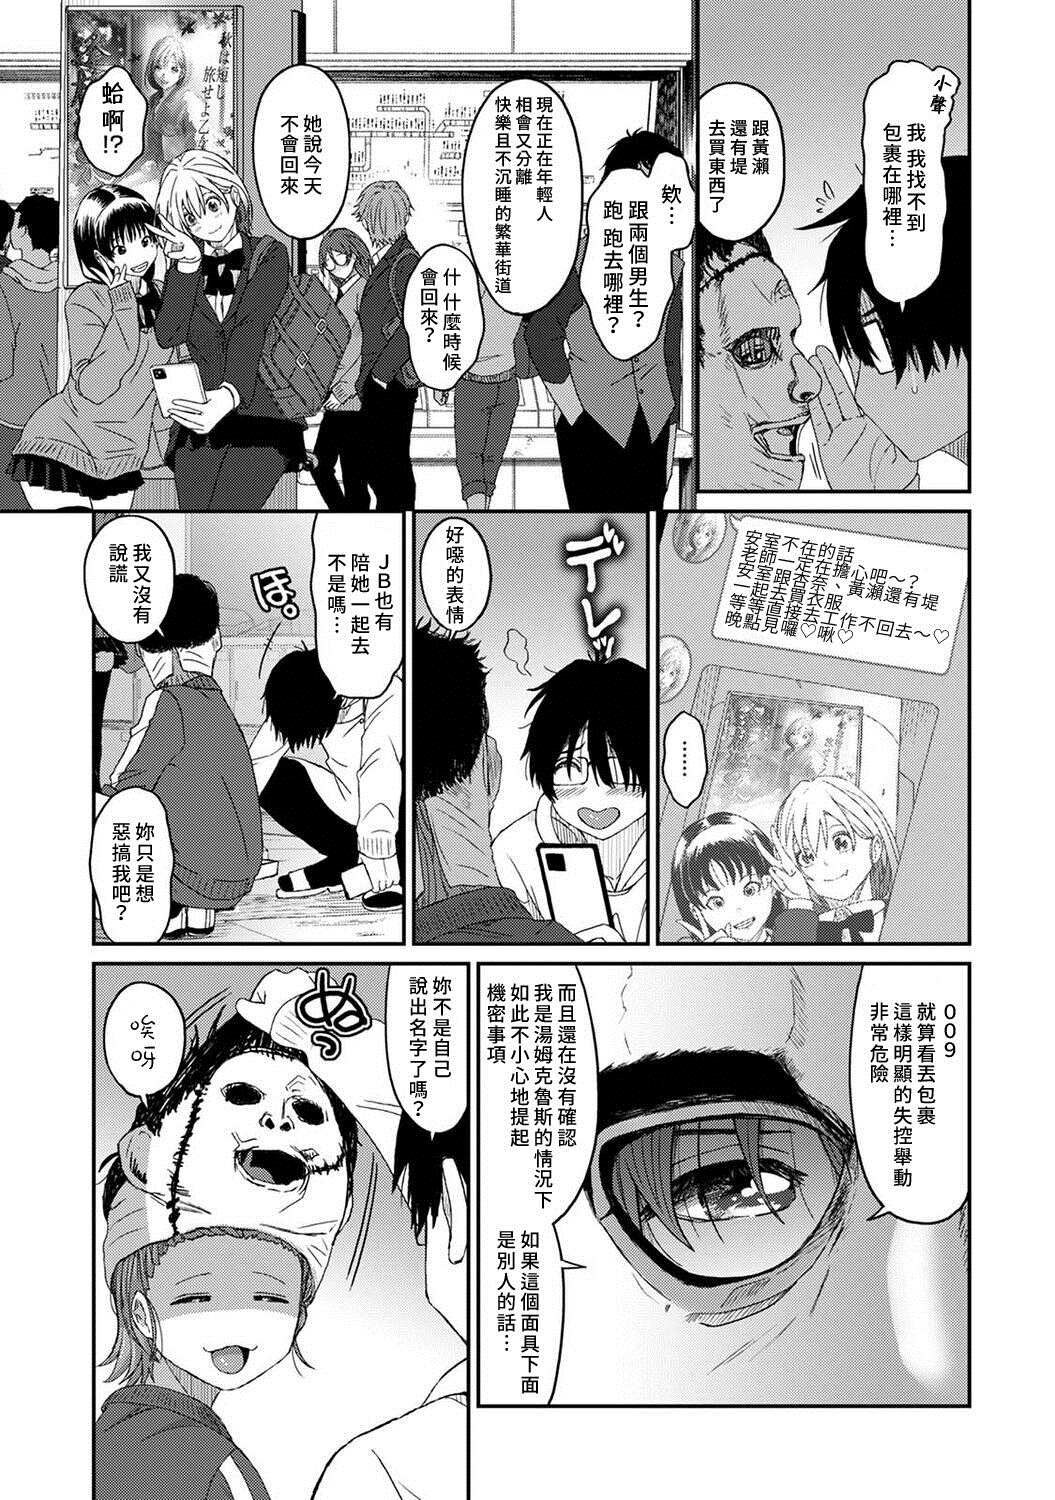 小聲
我 我找不到
包裹在哪裡…
跟黃瀨
還有堤
去買東西了
欸…
跟兩個男生？
跑 跑去哪裡？
現在正在年輕人
相會又分離
快樂且不沉睡的繁華街道
什 什麼時候
會回來？
她說今天
不會回來
蛤啊!?
秋は短し
旅せよ乙女
安室不在的話
老師一定在擔心吧～？
安室跟杏奈、黃瀨還有堤
一起去買衣服
等等直接去工作不回去～♡
晚點見囉♡啾♡
……
デレッ
好噁的表情
JB也有
陪她一起去
不是嗎…
ほ。
我又沒有
說謊
妳只是想
惡搞我吧？
009
就算看丟包裹
這樣明顯的失控舉動
非常危險
而且還在沒有確認
我是湯姆克魯斯的情況下
如此不小心地提起
機密事項
如果這個面具下面
是別人的話…
妳不是自己
說出名字了嗎？
ぬっ
唉呀